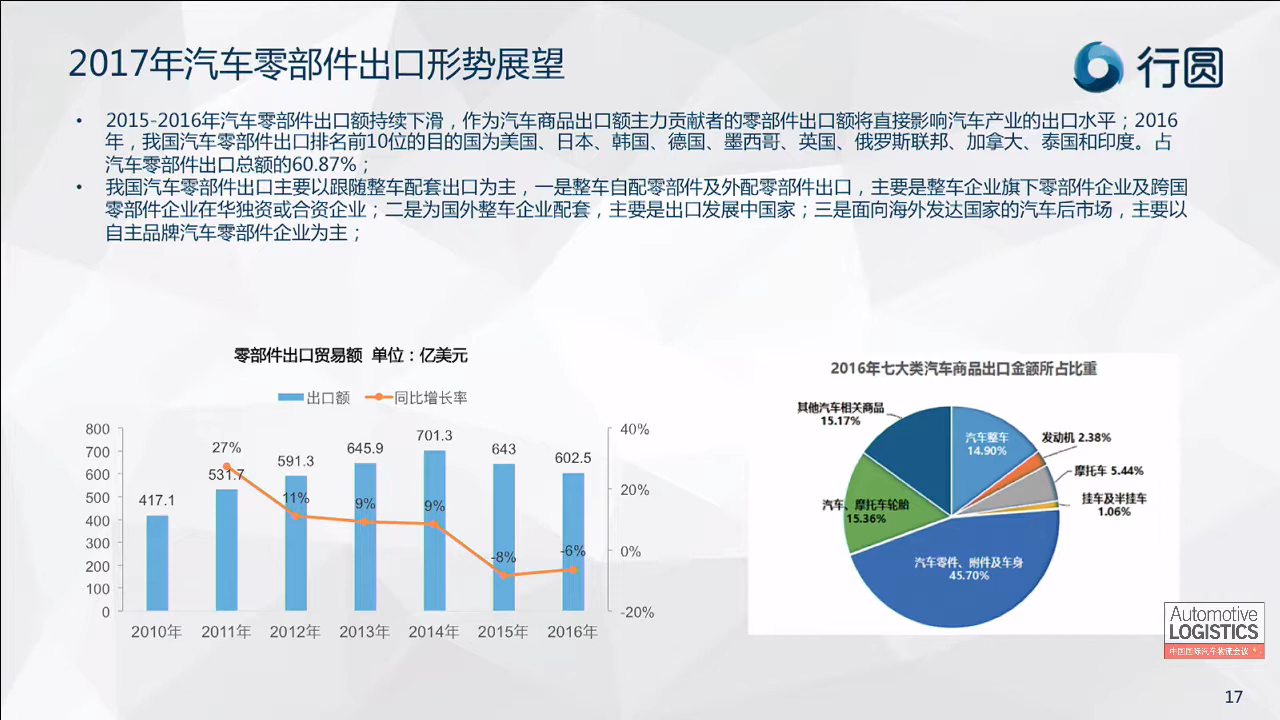 2017年汽车零部件出口形势展望
行圆
• 2015-2016年汽车零部件出口额持续下滑，作为汽车商品出口额主力贡献者的零部件出口额将直接影响汽车产业的出口水平；2016
年，我国汽车零部件出口排名前10位的目的国为美国、日本、韩国、德国、墨西哥、英国、俄罗斯联邦、加拿大、泰国和印度。占
汽车零部件出口总额的60.87%；
• 我国汽车零部件出口主要以跟随整车配套出口为主，一是整车自配零部件及外配零部件出口，主要是整车企业旗下零部件企业及跨国
零部件企业在华独资或合资企业；二是为国外整车企业配套，主要是出口发展中国家；三是面向海外发达国家的汽车后市场，主要以
自主品牌汽车零部件企业为主；
零部件出口贸易额 单位：亿美元
出口额 同比增长率
800
700
600
500
400
300
200
100
0
40%
20%
0%
-20%
417.1
531.7
591.3
645.9
701.3
643
602.5
27%
11%
9%
9%
-8%
-6%
2010年 2011年 2012年 2013年 2014年 2015年 2016年
2016年七大类汽车商品出口金额所占比重
其他汽车相关商品
15.17%
汽车整车
14.90%
发动机 2.38%
摩托车 5.44%
挂车及半挂车
1.06%
汽车、摩托车轮胎
15.36%
汽车零件、附件及车身
45.70%
Automotive
LOGISTICS
中国国际汽车物流会议
17